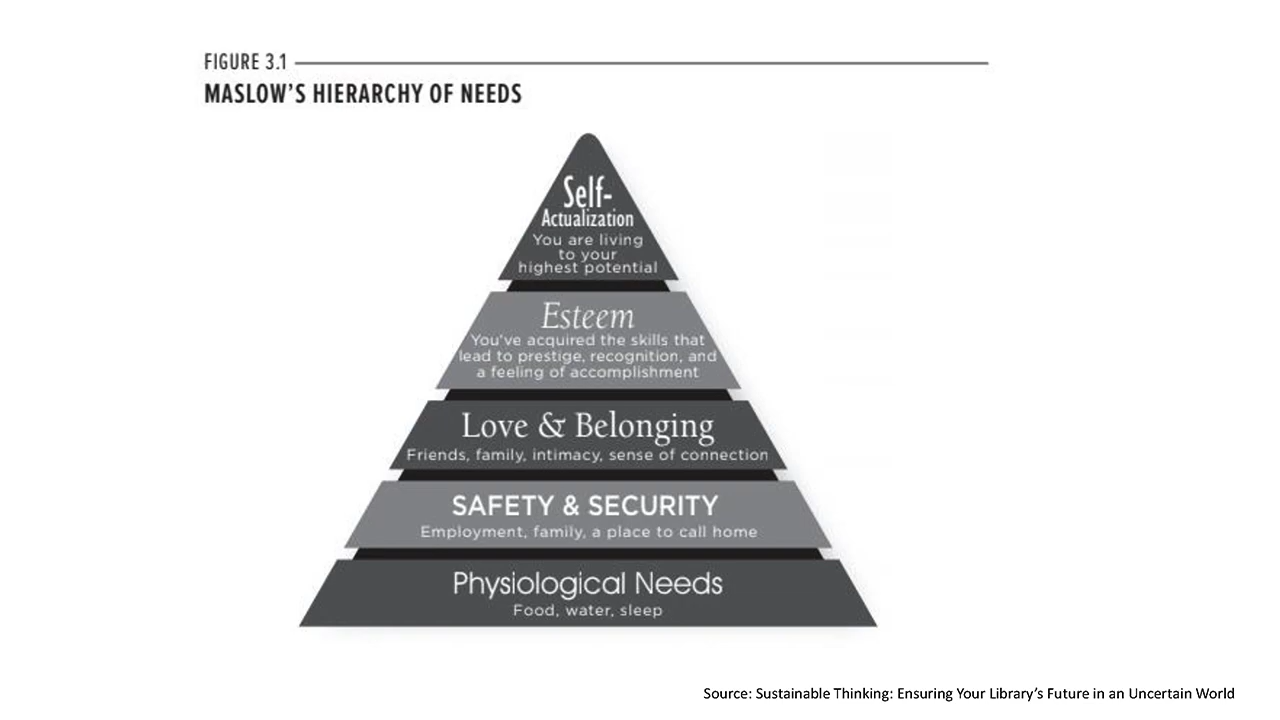 FIGURE 3.1
MASLOW'S HIERARCHY OF NEEDS
Self-
Actualization
You are living
to your
highest potential
Esteem
You've acquired the skills that
lead to prestige, recognition, and
a feeling of accomplishment
Love & Belonging
Friends, family, intimacy, sense of connection
SAFETY & SECURITY
Employment, family, a place to call home
Physiological Needs
Food, water, sleep
Source: Sustainable Thinking: Ensuring Your Library's Future in an Uncertain World